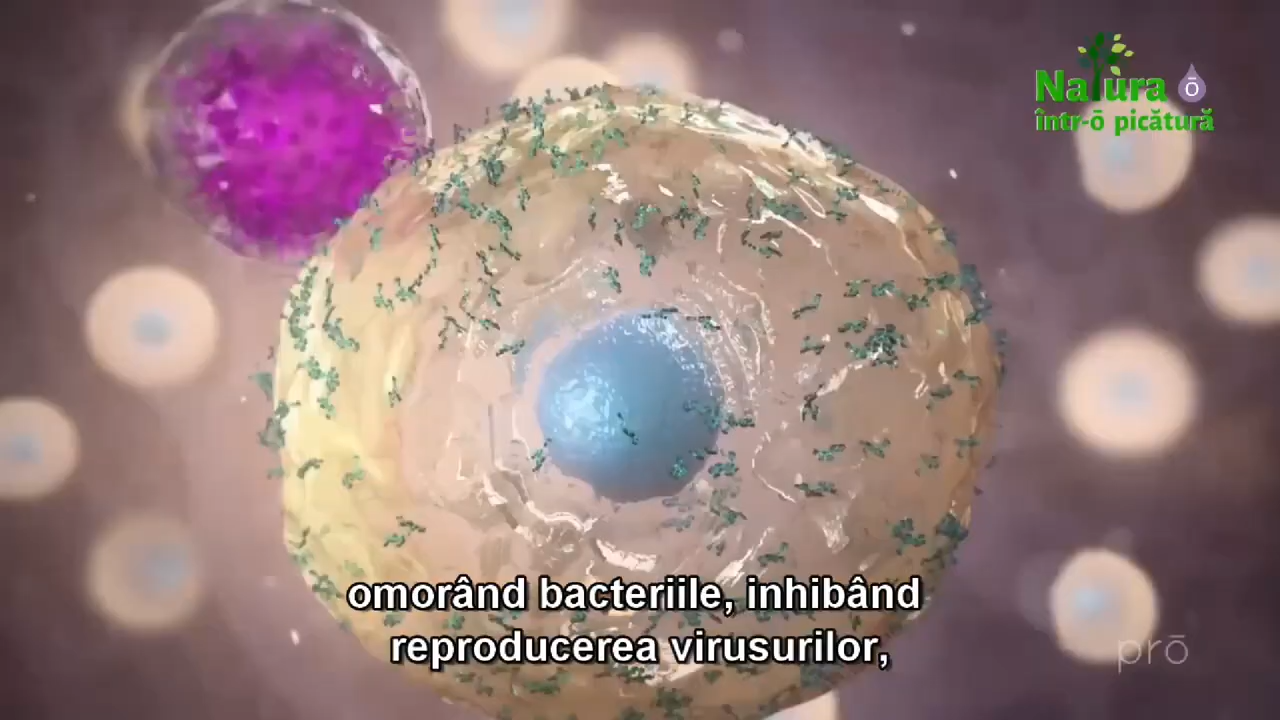 Natura ō
într-ō picătură
omorând bacteriile, inhibând
reproducerea virusurilor,
prō